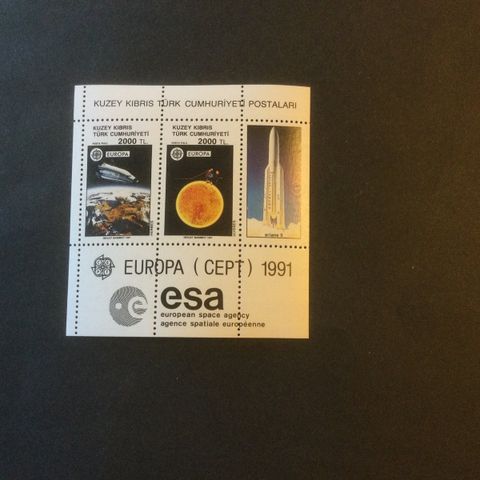 KUZEY KIBRIS TÜRK CUMHURİYETİ POSTALARI
KUZEY KIBRIS
TÜRK CUMHURİYETİ
2000 TL.
EUROPA
KUZEY KIBRIS
TÜRK CUMHURİYETİ
2000 TL.
EUROPA
ariane 5
EUROPA (CEPT) 1991
esa
european space agency
agence spatiale européenne